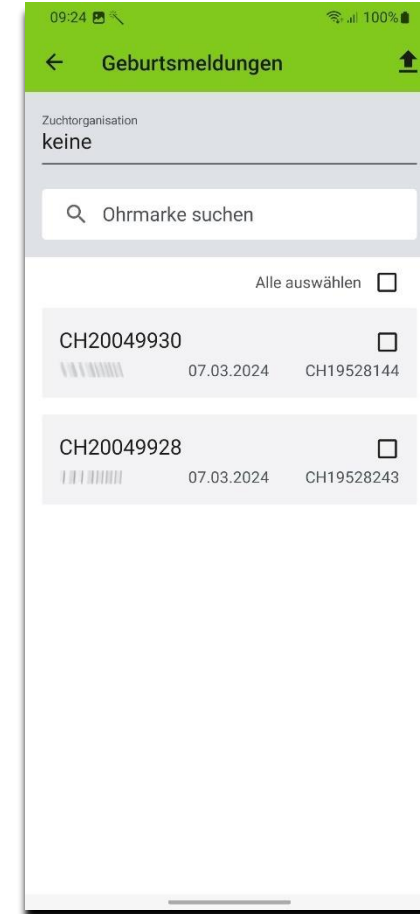 09:24 100%
Geburtsmeldungen
Zuchtorganisation
keine
Ohrmarke suchen
Alle auswählen
CH20049930
07.03.2024 CH19528144
CH20049928
07.03.2024 CH19528243